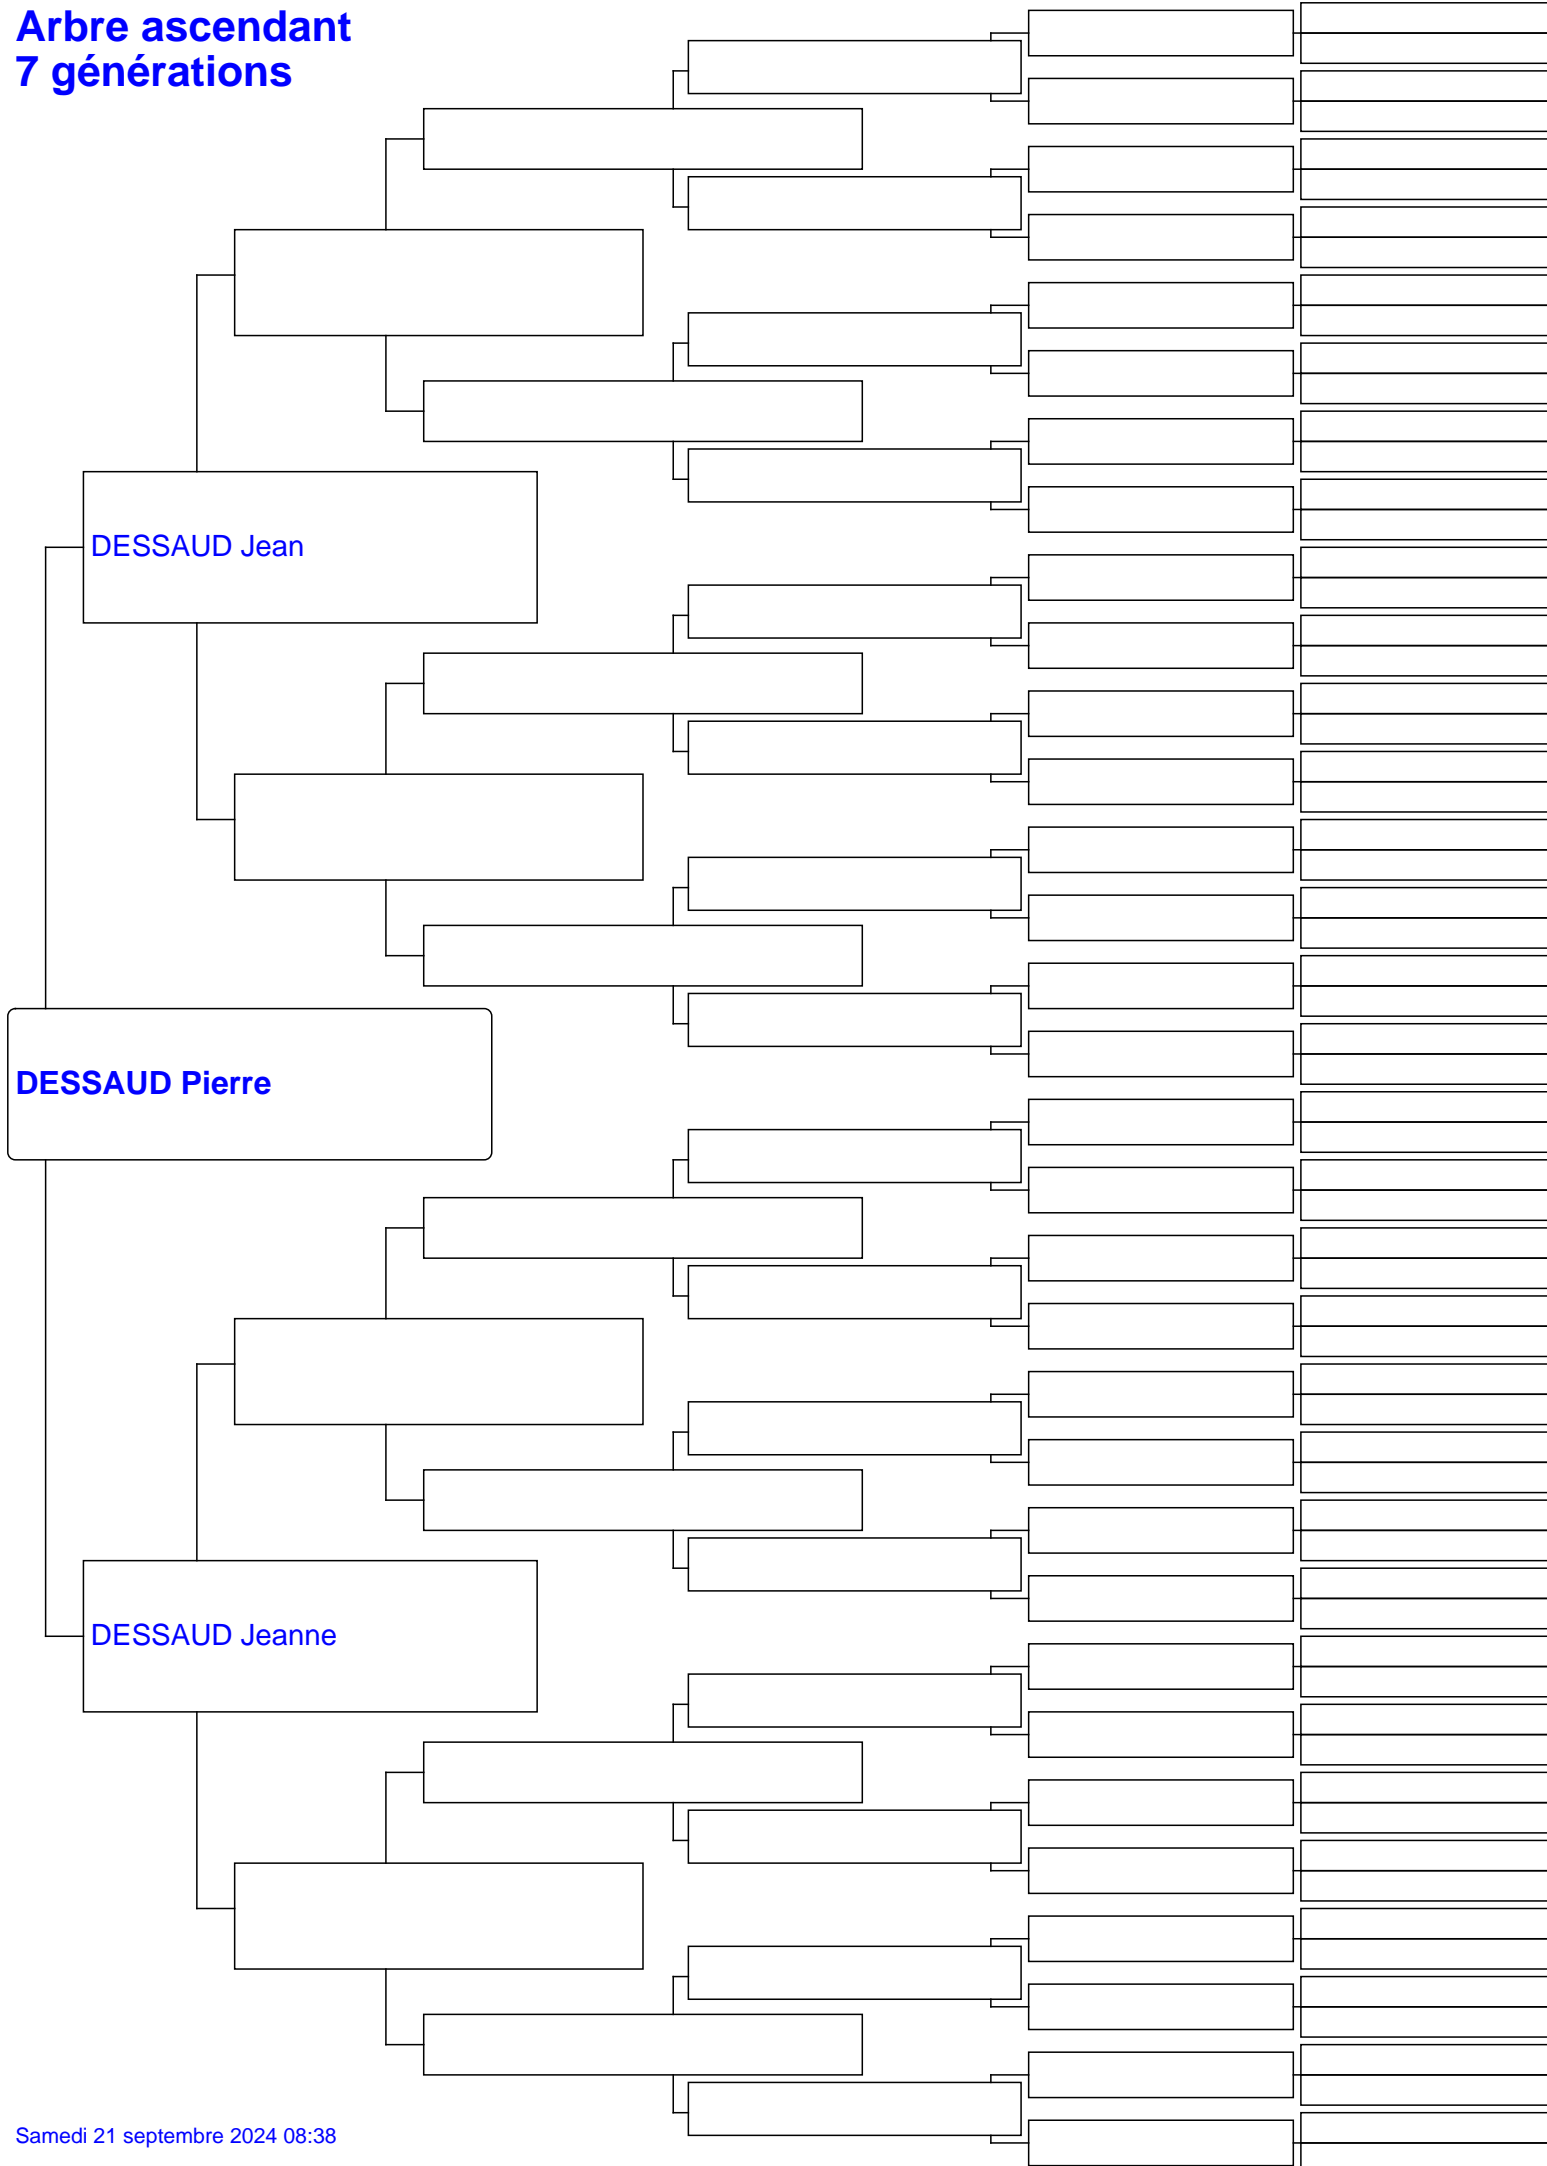 Arbre ascendant
7 générations
DESSAUD Jean
DESSAUD Pierre
DESSAUD Jeanne
Samedi 21 septembre 2024 08:38